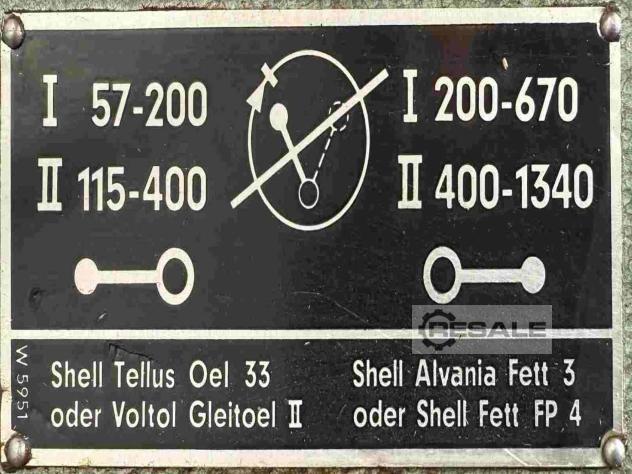 I 57-200
I 200-670
II 115-400
II 400-1340
RESALE
W 5951
Shell Tellus Oel 33
oder Voltol Gleitoel II
Shell Alvania Fett 3
oder Shell Fett FP 4